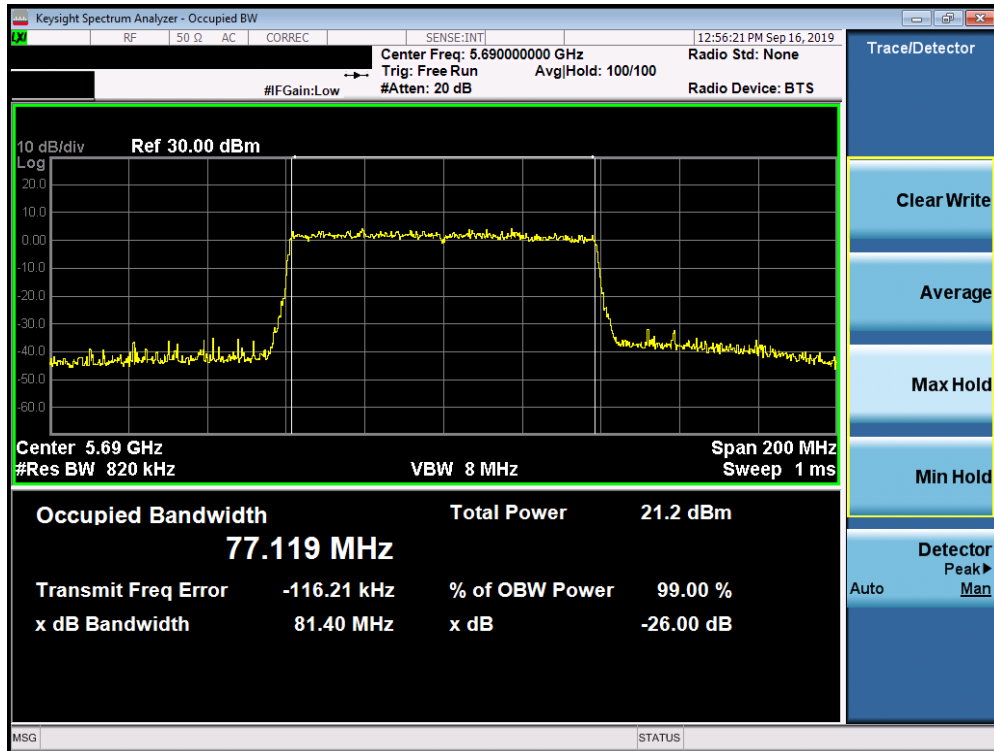 Keysight Spectrum Analyzer - Occupied BW
LXI RF 50 Ω AC CORREC SENSE:INT 12:56:21 PM Sep 16, 2019
Center Freq: 5.690000000 GHz Radio Std: None
Trig: Free Run Avg|Hold: 100/100
#IFGain:Low #Atten: 20 dB Radio Device: BTS
10 dB/div Ref 30.00 dBm
Log
20.0
10.0
0.00
-10.0
-20.0
-30.0
-40.0
-50.0
-60.0
Center 5.69 GHz Span 200 MHz
#Res BW 820 kHz VBW 8 MHz Sweep 1 ms
Occupied Bandwidth Total Power 21.2 dBm
77.119 MHz
Transmit Freq Error -116.21 kHz % of OBW Power 99.00 %
x dB Bandwidth 81.40 MHz x dB -26.00 dB
MSG STATUS
Trace/Detector
Clear Write
Average
Max Hold
Min Hold
Detector
Peak▶
Auto Man